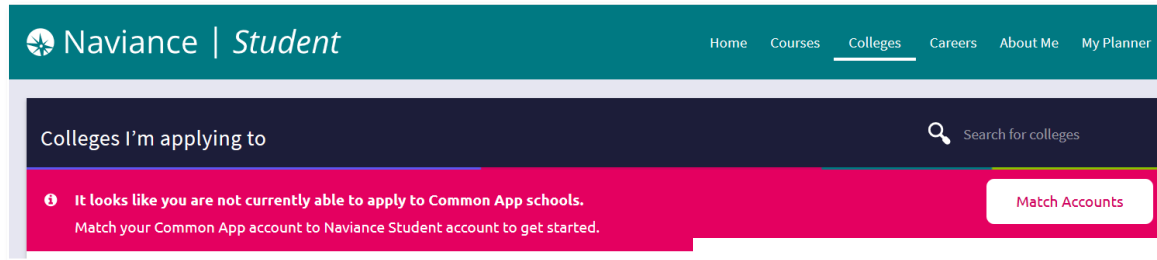 Naviance | Student
Home Courses Colleges Careers About Me My Planner
Colleges I'm applying to
Search for colleges
It looks like you are not currently able to apply to Common App schools.
Match your Common App account to Naviance Student account to get started.
Match Accounts